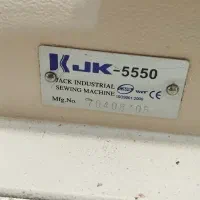 JK-5550
JACK INDUSTRIAL
SEWING MACHINE
Mfg.No.